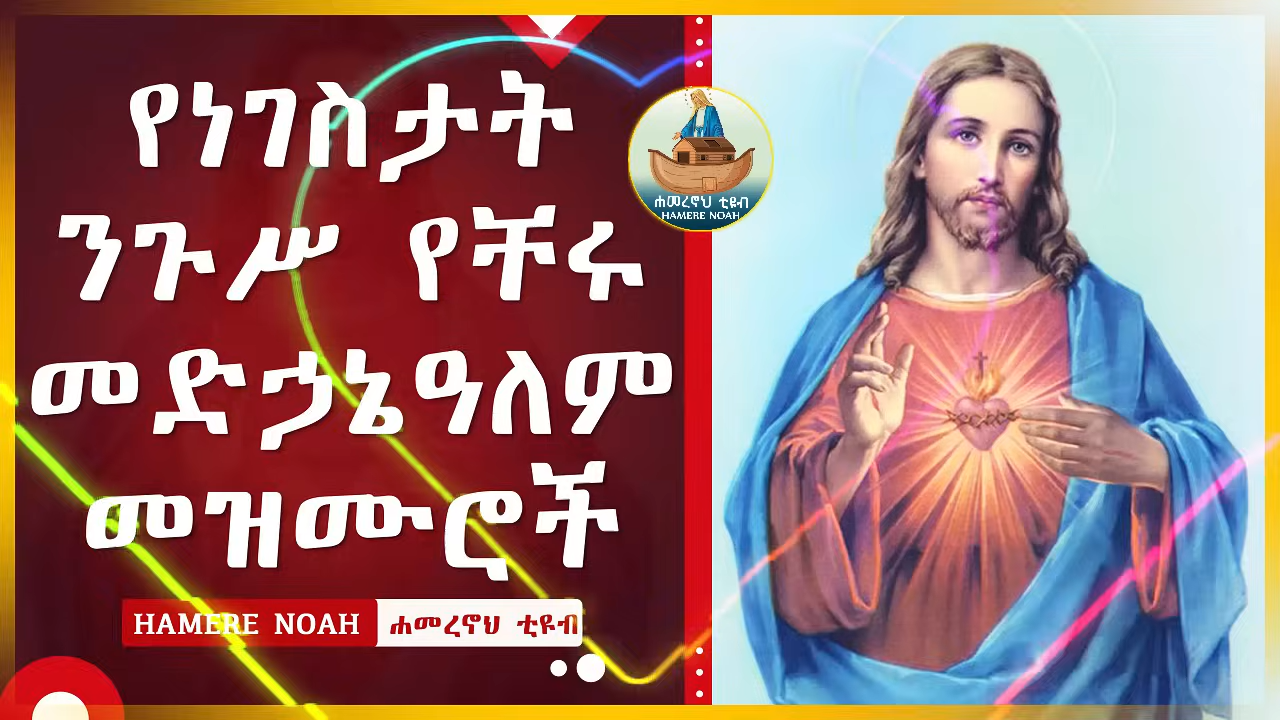 የነገስታት
ንጉሥ የቸሩ
መድኃኔዓለም
መዝሙሮች
HAMERE NOAH ሐመረኖህ ቲዩብ
ሐመረኖህ ቲዩብ
HAMERE NOAH